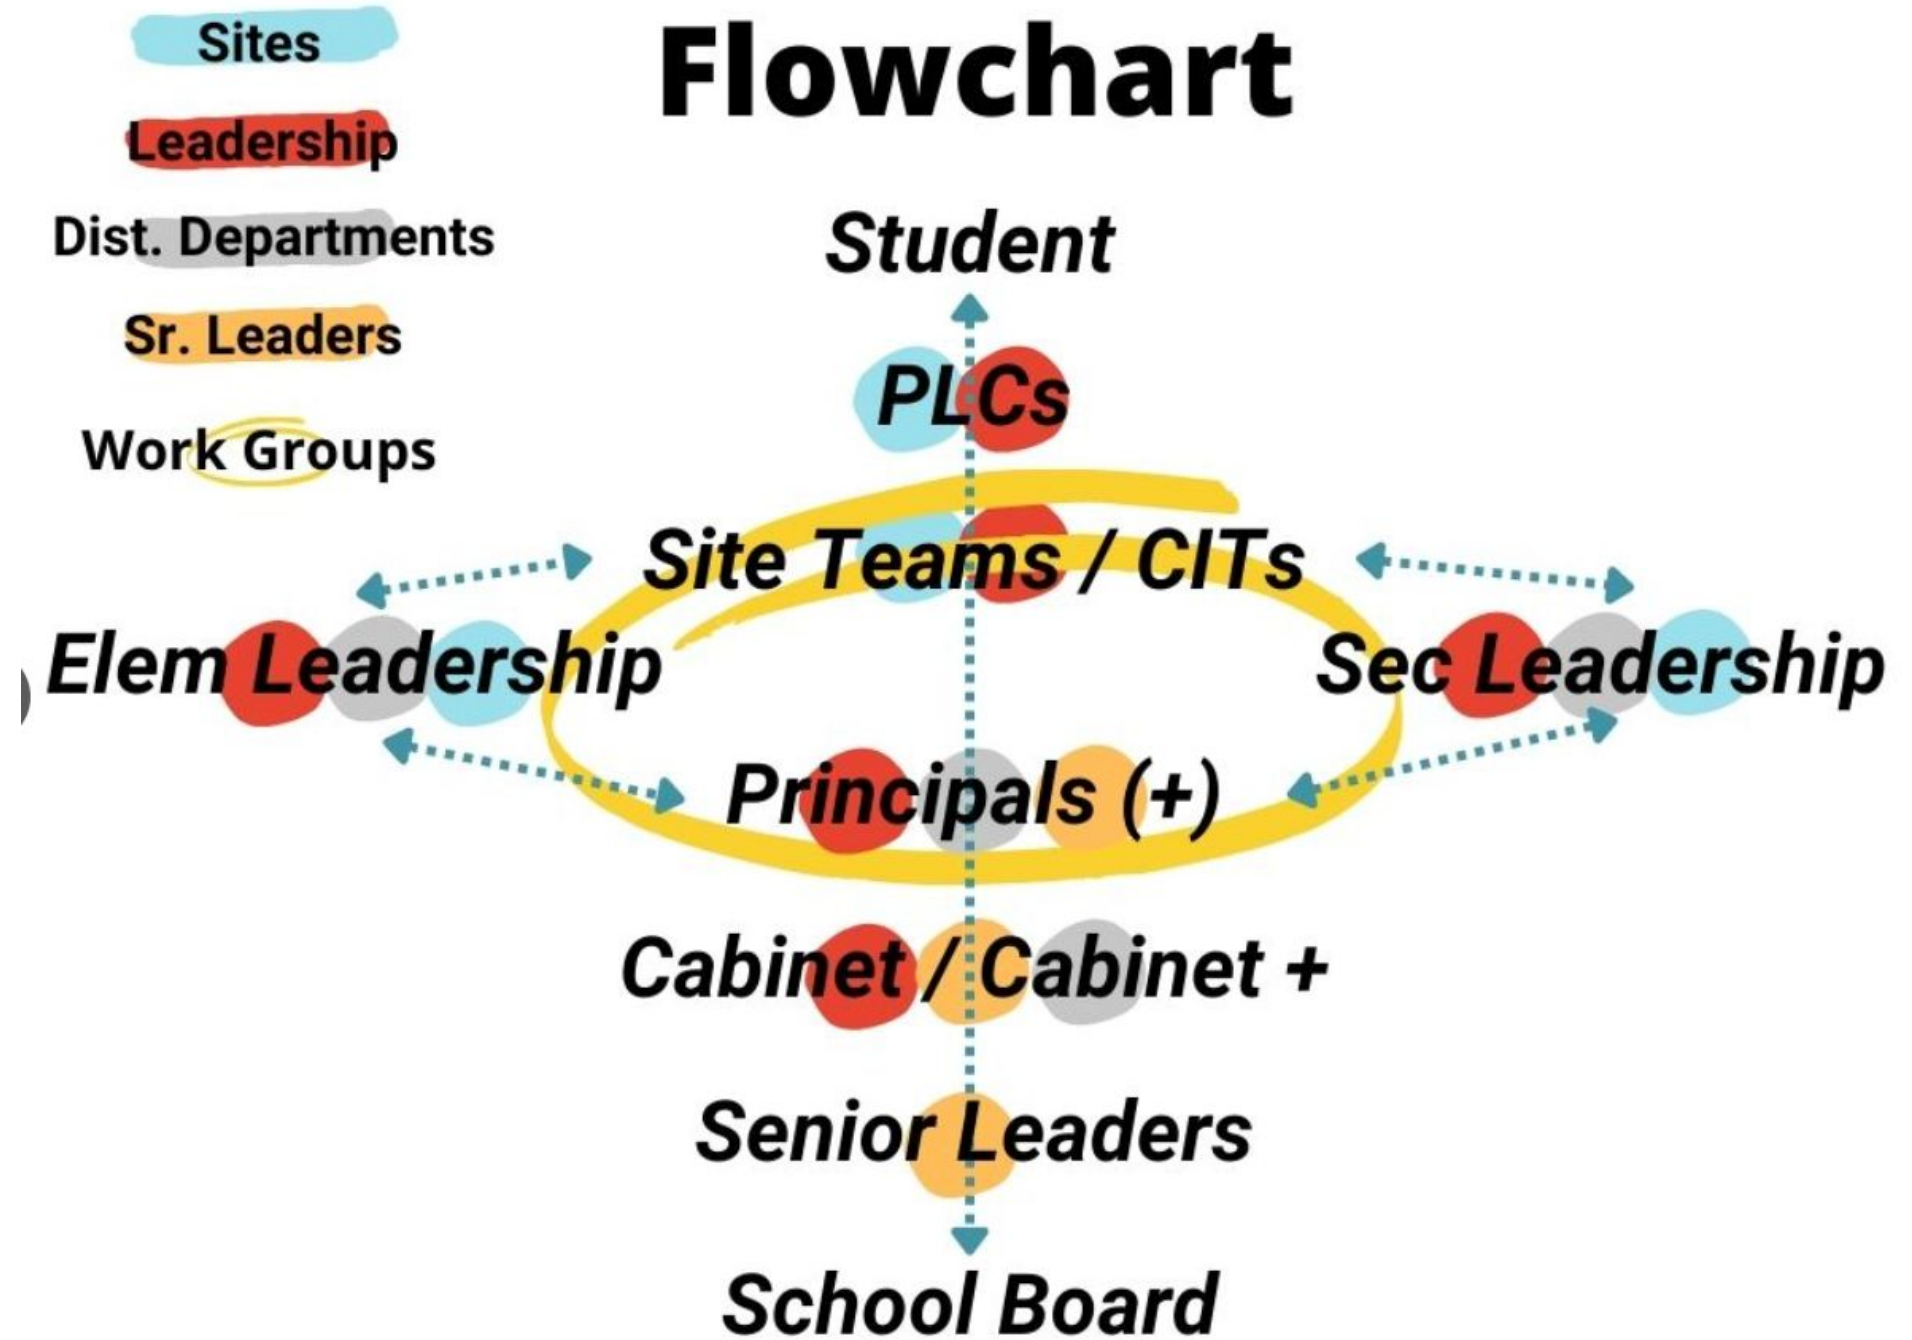 Flowchart
Sites
Leadership
Dist. Departments
Sr. Leaders
Work Groups
Student
PLCs
Site Teams / CITs
Elem Leadership
Sec Leadership
Principals (+)
Cabinet / Cabinet +
Senior Leaders
School Board